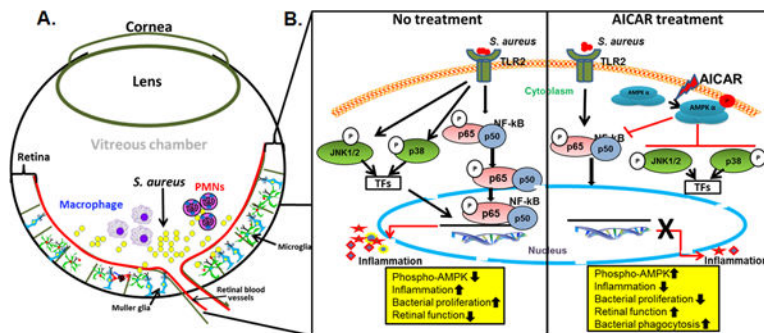 A.
Cornea
Lens
Vitreous chamber
Retina
S. aureus
PMNs
Macrophage
Microglia
Retinal blood
vessels
Muller glia
B.
No treatment
S. aureus
TLR2
Cytoplasm
NF-kB
P
p65
p50
P
JNK1/2
P
p38
TFs
P
p65
p50
NF-kB
P
p65
p50
Nucleus
Inflammation
Phospho-AMPK
Inflammation
Bacterial proliferation
Retinal function
AICAR treatment
S. aureus
TLR2
AICAR
AMPK α
AMPK α
P
NF-kB
P
p65
p50
P
JNK1/2
P
p38
TFs
X
Inflammation
Phospho-AMPK
Inflammation
Bacterial proliferation
Retinal function
Bacterial phagocytosis